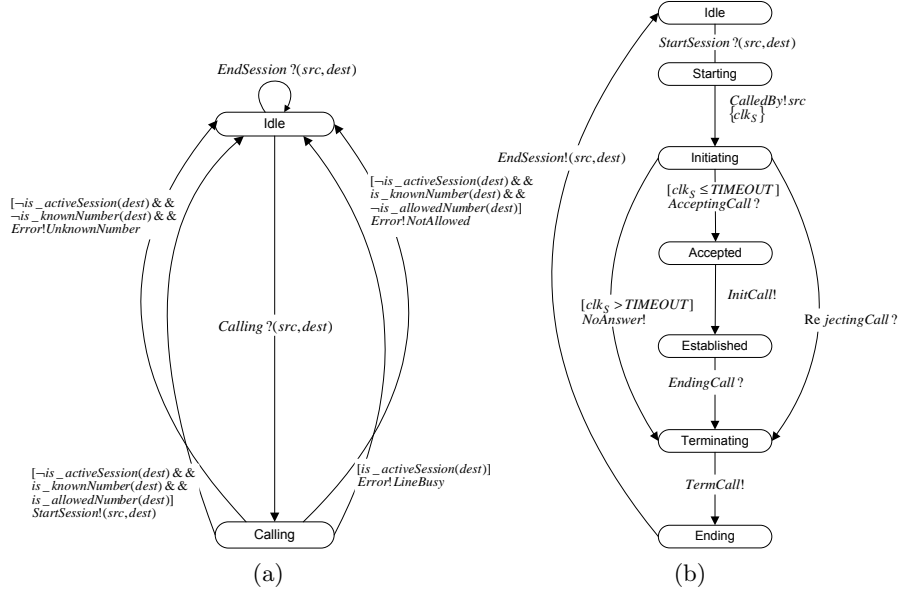 EndSession?(src,dest)
Idle
[¬is_activeSession(dest)&&
¬is_knownNumber(dest)&&
Error!UnknownNumber
[¬is_activeSession(dest)&&
is_knownNumber(dest)&&
¬is_allowedNumber(dest)]
Error!NotAllowed
Calling?(src,dest)
[¬is_activeSession(dest)&&
is_knownNumber(dest)&&
is_allowedNumber(dest)]
StartSession!(src,dest)
[is_activeSession(dest)]
Error!LineBusy
Calling
(a)
Idle
StartSession?(src,dest)
Starting
CalledBy!src
{clk_S}
EndSession!(src,dest)
Initiating
[clk_S ≤ TIMEOUT]
AcceptingCall?
Accepted
[clk_S > TIMEOUT]
NoAnswer!
InitCall!
Re jectingCall?
Established
EndingCall?
Terminating
TermCall!
Ending
(b)